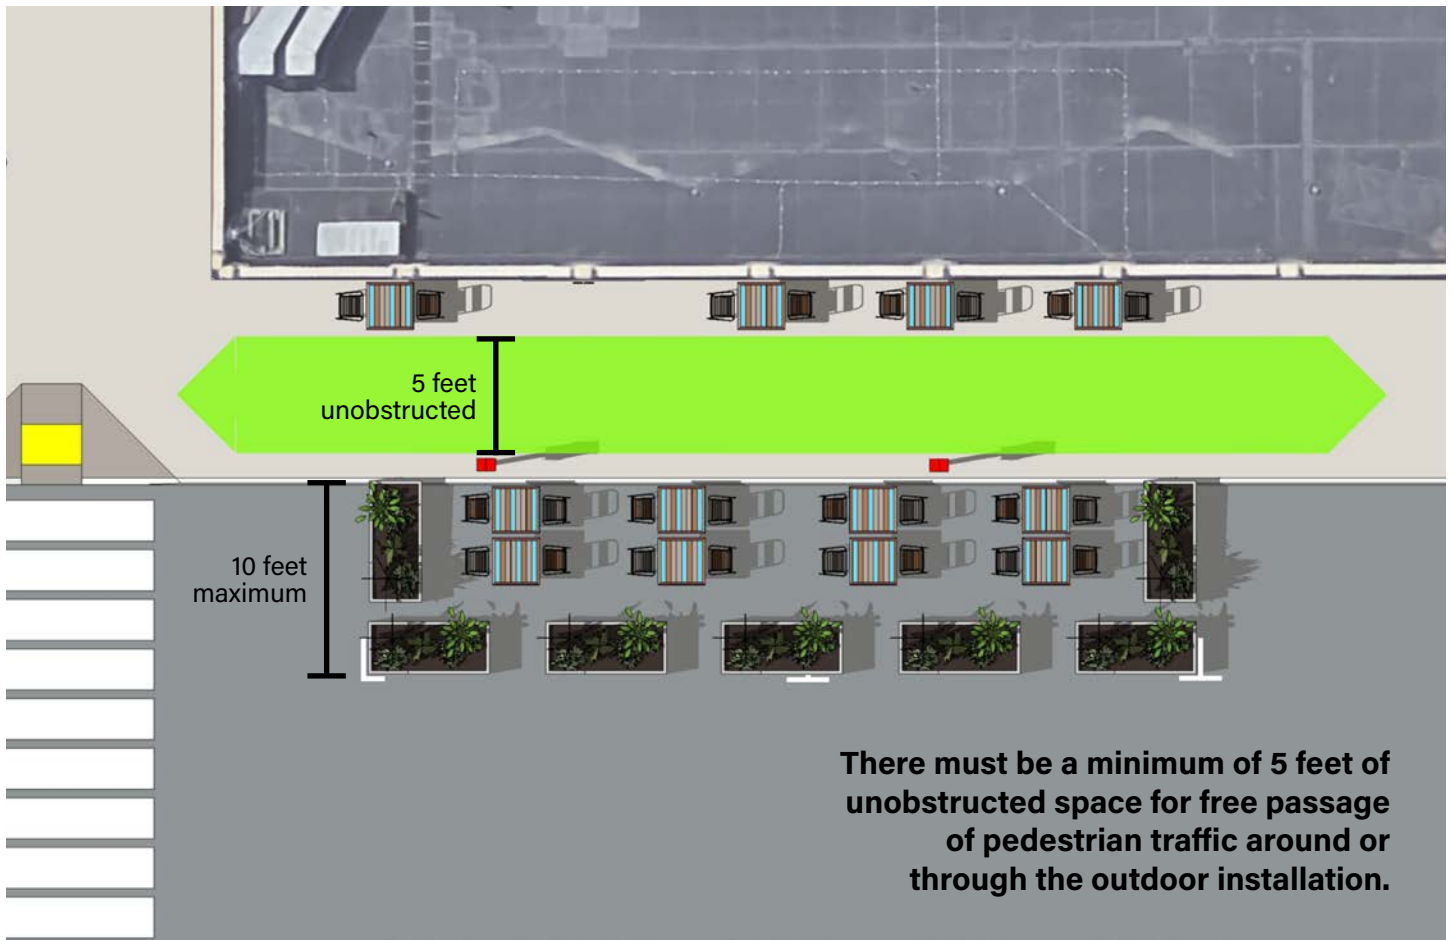 5 feet
unobstructed
10 feet
maximum
There must be a minimum of 5 feet of
unobstructed space for free passage
of pedestrian traffic around or
through the outdoor installation.